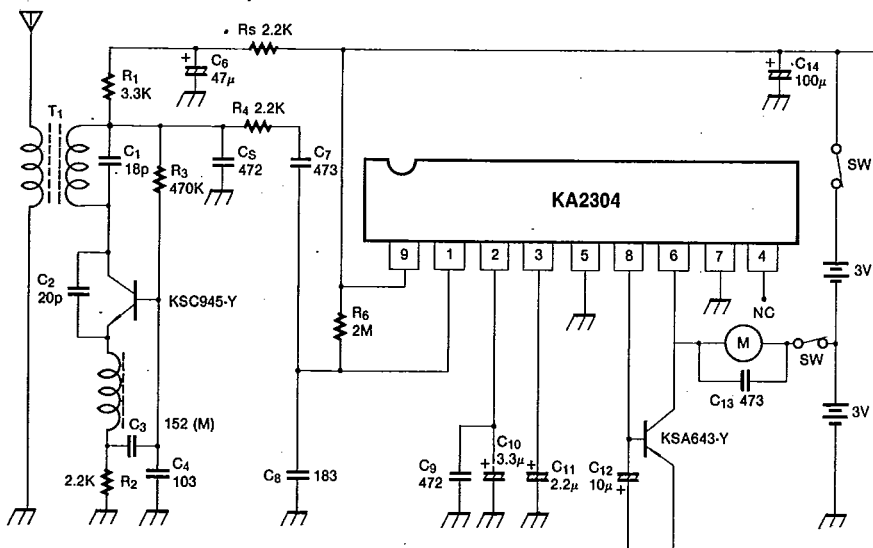 Rs 2.2K
C6
47µ
C14
100µ
R1
3.3K
T1
R4 2.2K
C1
18p
R3
470K
CS
472
C7
473
SW
KA2304
9 1 2 3 5 8 6 7 4
3V
C2
20p
KSC945-Y
NC
R6
2M
M
SW
C13 473
C3
152 (M)
KSA643-Y
3V
2.2K
R2
C4
103
C8
183
C9
472
C10
3.3µ
C11
2.2µ
C12
10µ